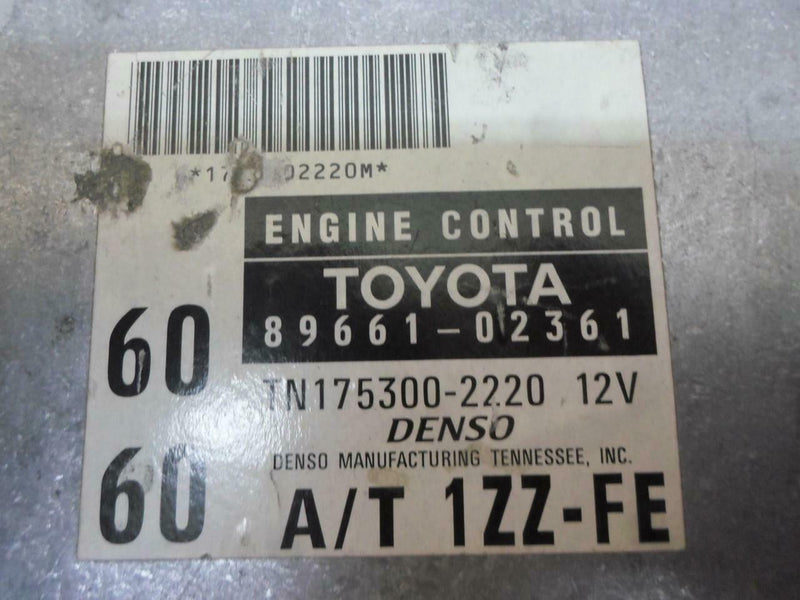 ENGINE CONTROL
TOYOTA
89661-02361
60
TN175300-2220 12V
DENSO
DENSO MANUFACTURING TENNESSEE, INC.
60
A/T 1ZZ-FE